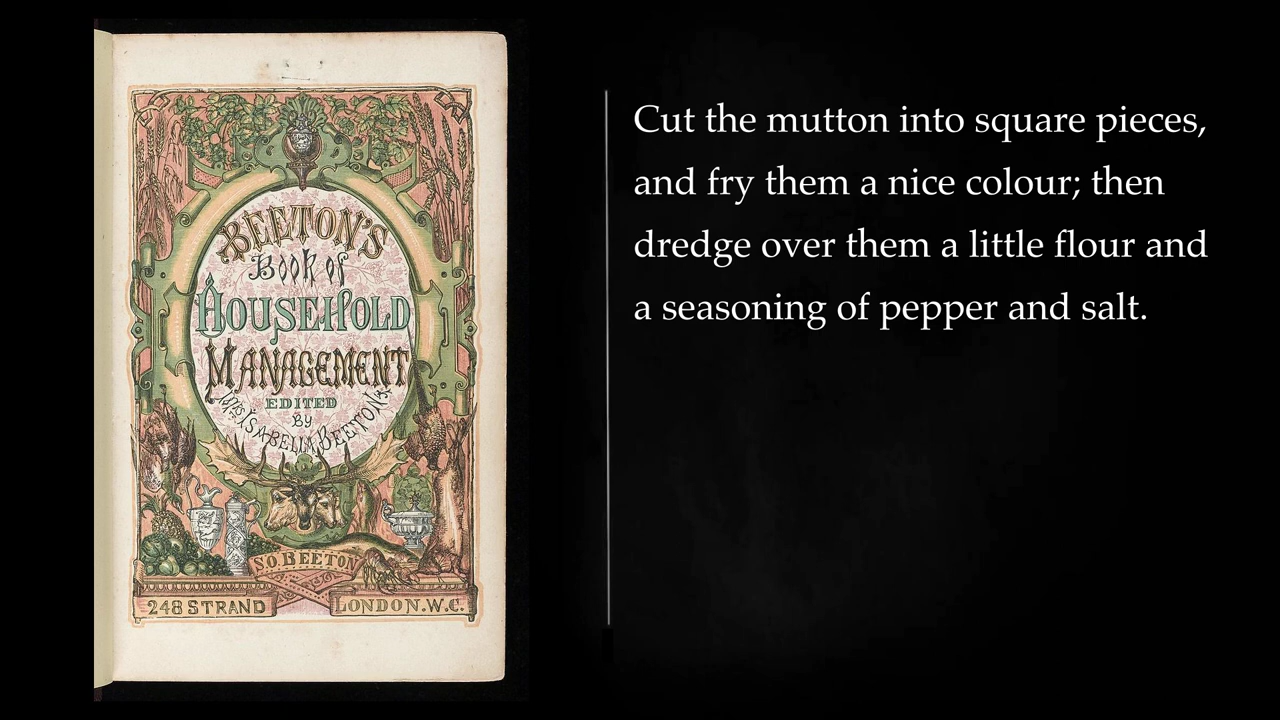 BEETON'S
Book of
HOUSEHOLD
MANAGEMENT
EDITED
BY
MRS ISABELLA BEETON
S.O. BEETON
248 STRAND
LONDON. W.C.
Cut the mutton into square pieces,
and fry them a nice colour; then
dredge over them a little flour and
a seasoning of pepper and salt.